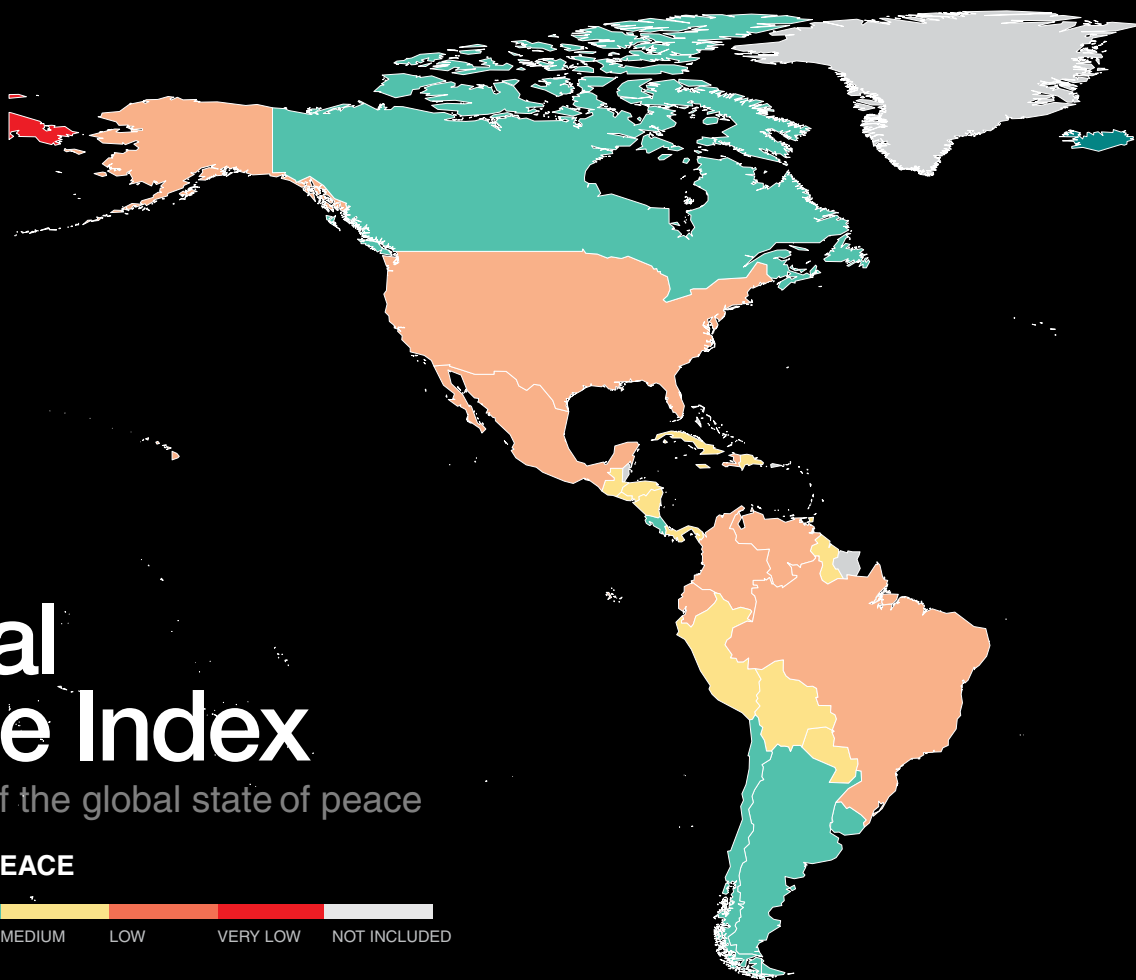 al
e Index
f the global state of peace
EACE
MEDIUM LOW VERY LOW NOT INCLUDED